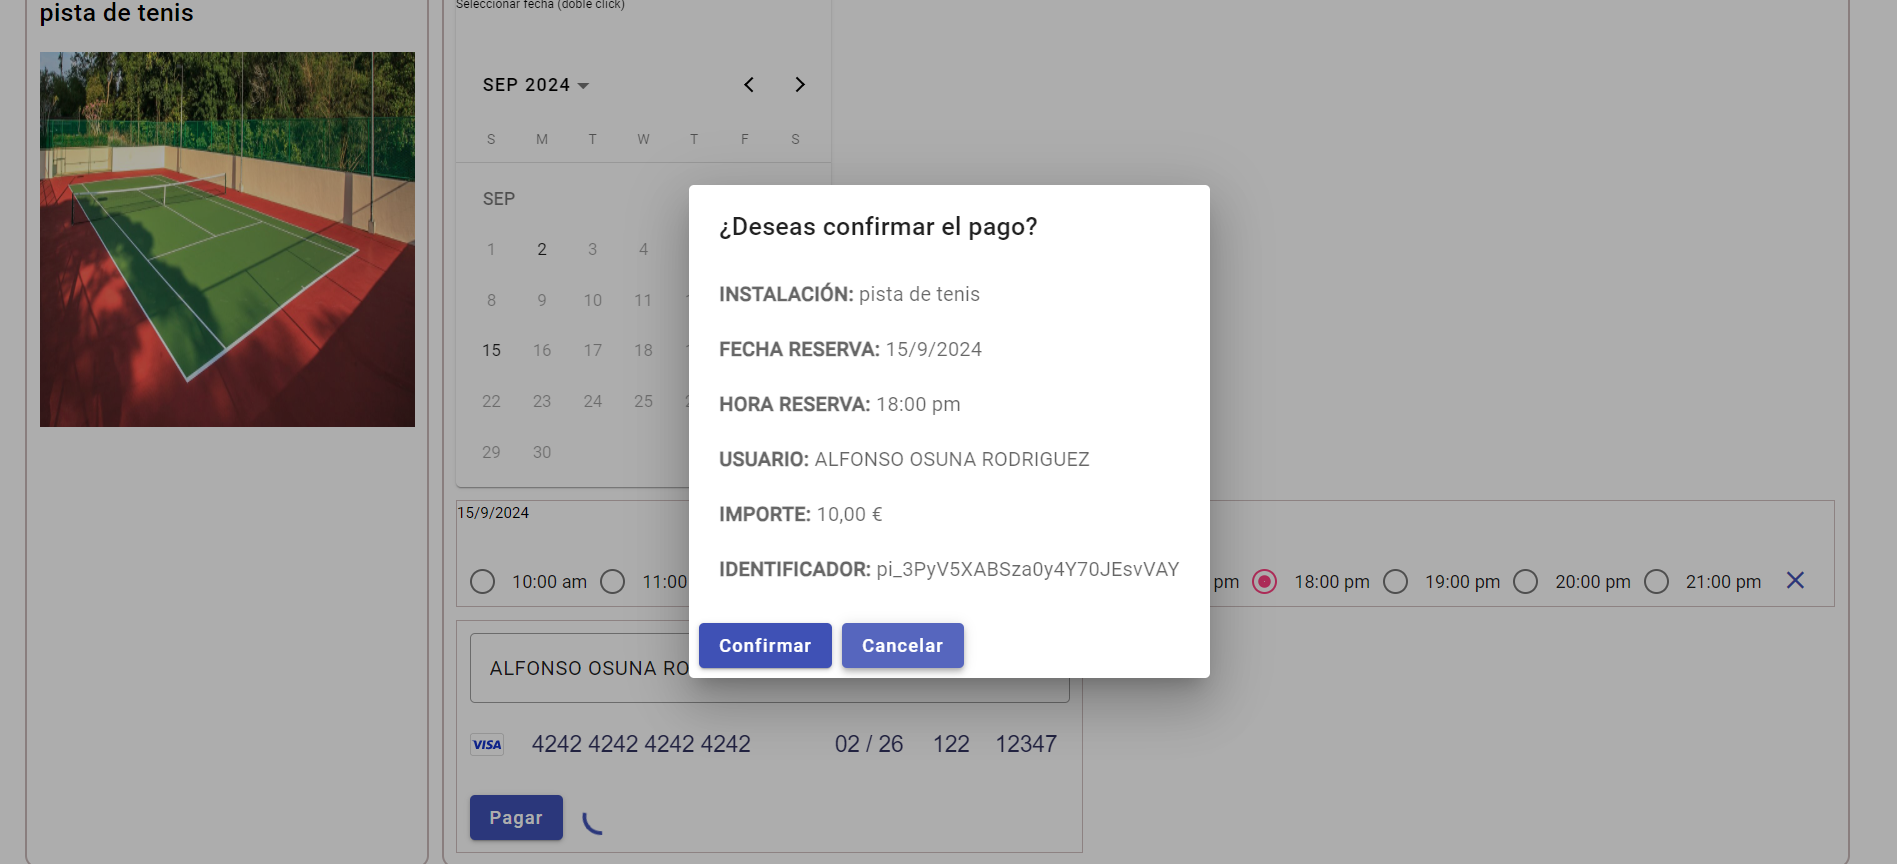 pista de tenis
Seleccionar fecha (doble click)
SEP 2024
S M T W T F S
SEP
1 2 3 4
8 9 10 11
15 16 17 18
22 23 24 25
29 30
¿Deseas confirmar el pago?
INSTALACIÓN: pista de tenis
FECHA RESERVA: 15/9/2024
HORA RESERVA: 18:00 pm
USUARIO: ALFONSO OSUNA RODRIGUEZ
IMPORTE: 10,00 €
IDENTIFICADOR: pi_3PyV5XABSza0y4Y70JEsvVAY
Confirmar Cancelar
15/9/2024
10:00 am 11:00 pm 18:00 pm 19:00 pm 20:00 pm 21:00 pm
ALFONSO OSUNA RO
VISA 4242 4242 4242 4242 02 / 26 122 12347
Pagar